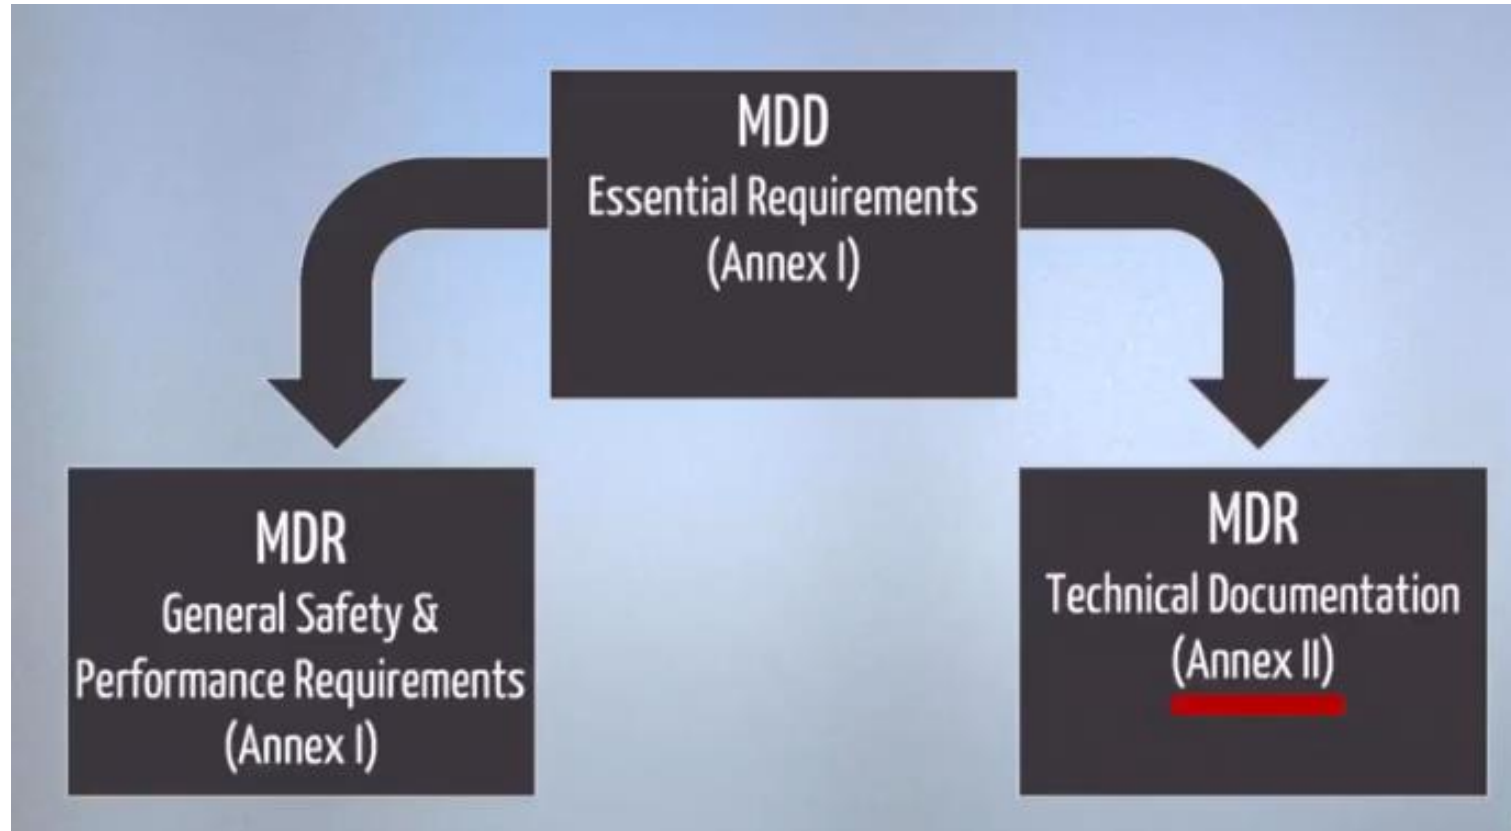 MDD
Essential Requirements
(Annex I)
MDR
General Safety &
Performance Requirements
(Annex I)
MDR
Technical Documentation
(Annex II)